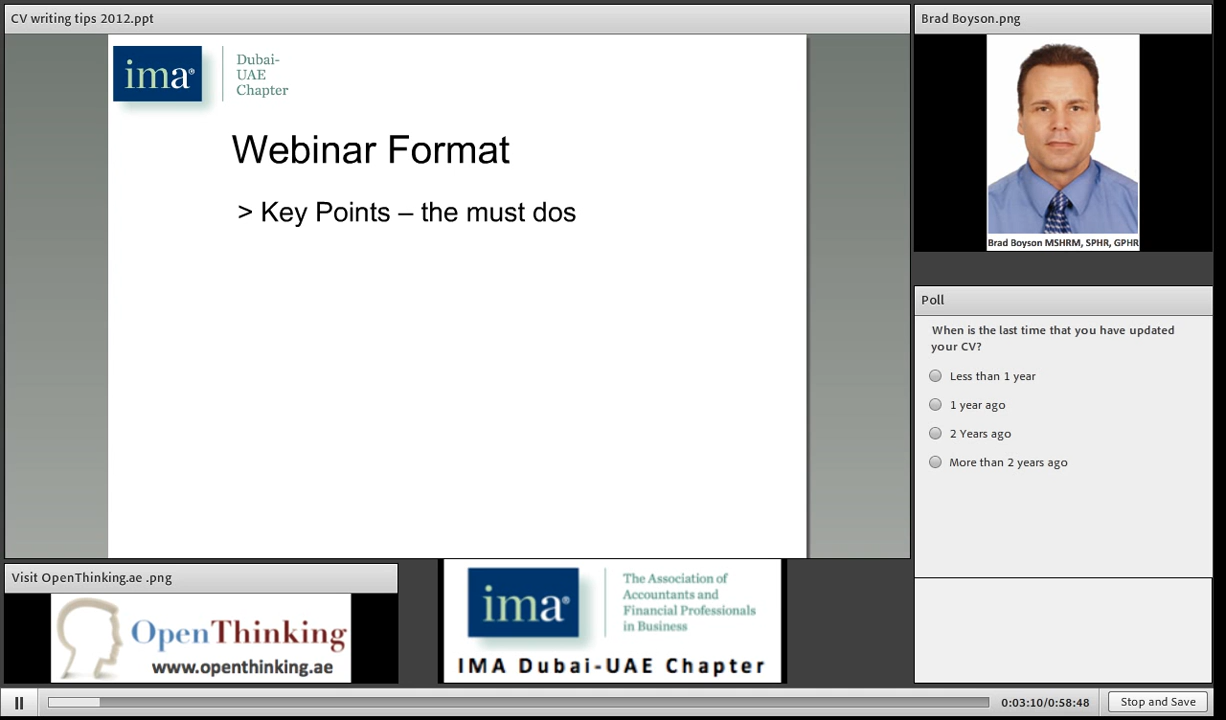 CV writing tips 2012.ppt
ima®
Dubai-
UAE
Chapter
Webinar Format
> Key Points – the must dos
Brad Boyson.png
Brad Boyson MSHRM, SPHR, GPHR
Poll
When is the last time that you have updated
your CV?
Less than 1 year
1 year ago
2 Years ago
More than 2 years ago
Visit OpenThinking.ae .png
OpenThinking
www.openthinking.ae
ima®
The Association of
Accountants and
Financial Professionals
in Business
IMA Dubai-UAE Chapter
0:03:10/0:58:48
Stop and Save